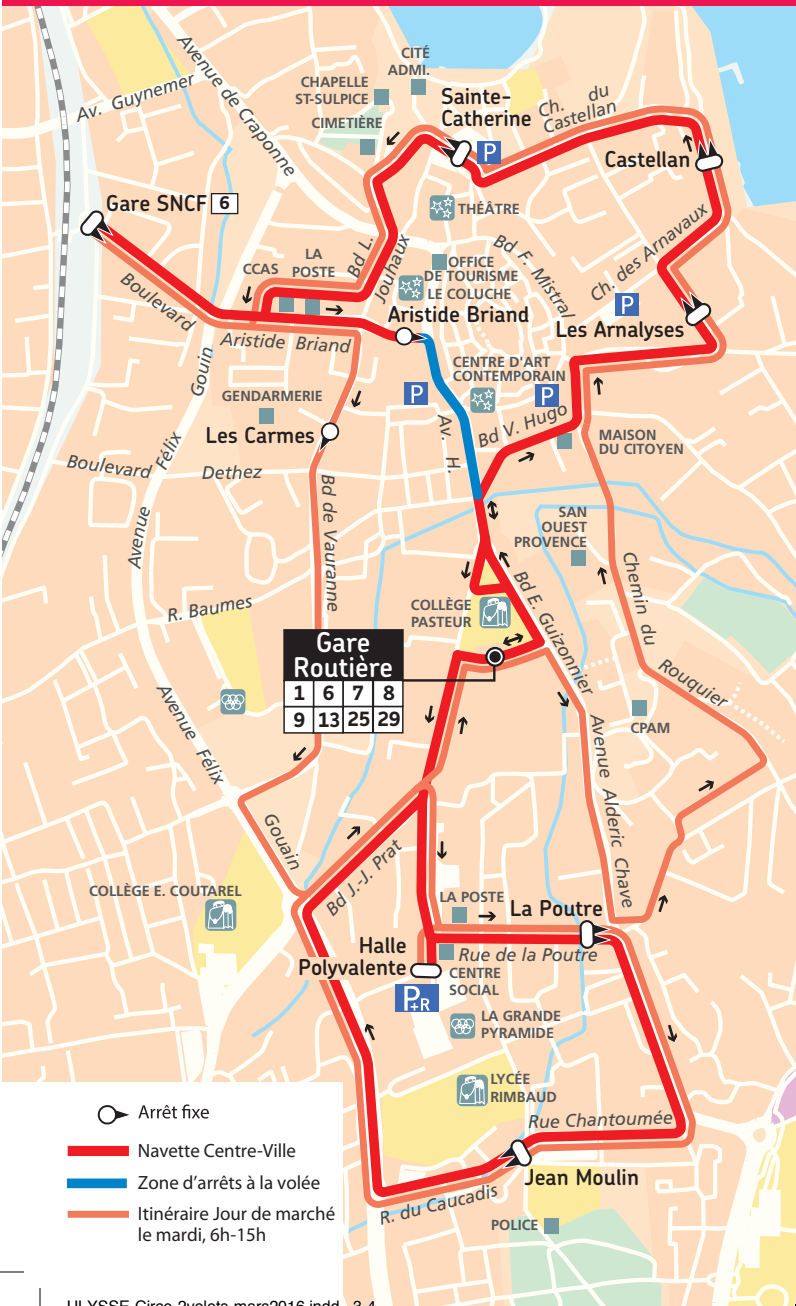 CITÉ
ADMI.
Avenue de Craponne
CHAPELLE
ST-SULPICE
Av. Guynemer
Sainte-
Catherine
P
Ch. du
Castellan
CIMETIÈRE
Castellan
Gare SNCF 6
THÉÂTRE
Bd L.
Jouhaux
Bd F. Mistral
Ch. des Arnavaux
LA
POSTE
CCAS
OFFICE
DE TOURISME
LE COLUCHE
Boulevard
Aristide Briand
P
Les Arnalyses
Aristide Briand
CENTRE D'ART
CONTEMPORAIN
P
P
Gouin
GENDARMERIE
Les Carmes
Av. H.
Bd V. Hugo
MAISON
DU CITOYEN
Boulevard Dethez
Félix
Avenue
Bd de Vauranne
SAN
OUEST
PROVENCE
Chemin du
Rouquier
R. Baumes
COLLÈGE
PASTEUR
Bd E. Guizonnier
Gare
Routière
1 6 7 8
9 13 25 29
CPAM
Avenue Félix
Gouain
Avenue Alderic Chave
Bd J.-J. Prat
COLLÈGE E. COUTAREL
LA POSTE
La Poutre
Halle
Polyvalente
Rue de la Poutre
CENTRE
SOCIAL
P+R
LA GRANDE
PYRAMIDE
LYCÉE
RIMBAUD
Rue Chantoumée
Jean Moulin
R. du Caucadis
POLICE
Arrêt fixe
Navette Centre-Ville
Zone d'arrêts à la volée
Itinéraire Jour de marché
le mardi, 6h-15h